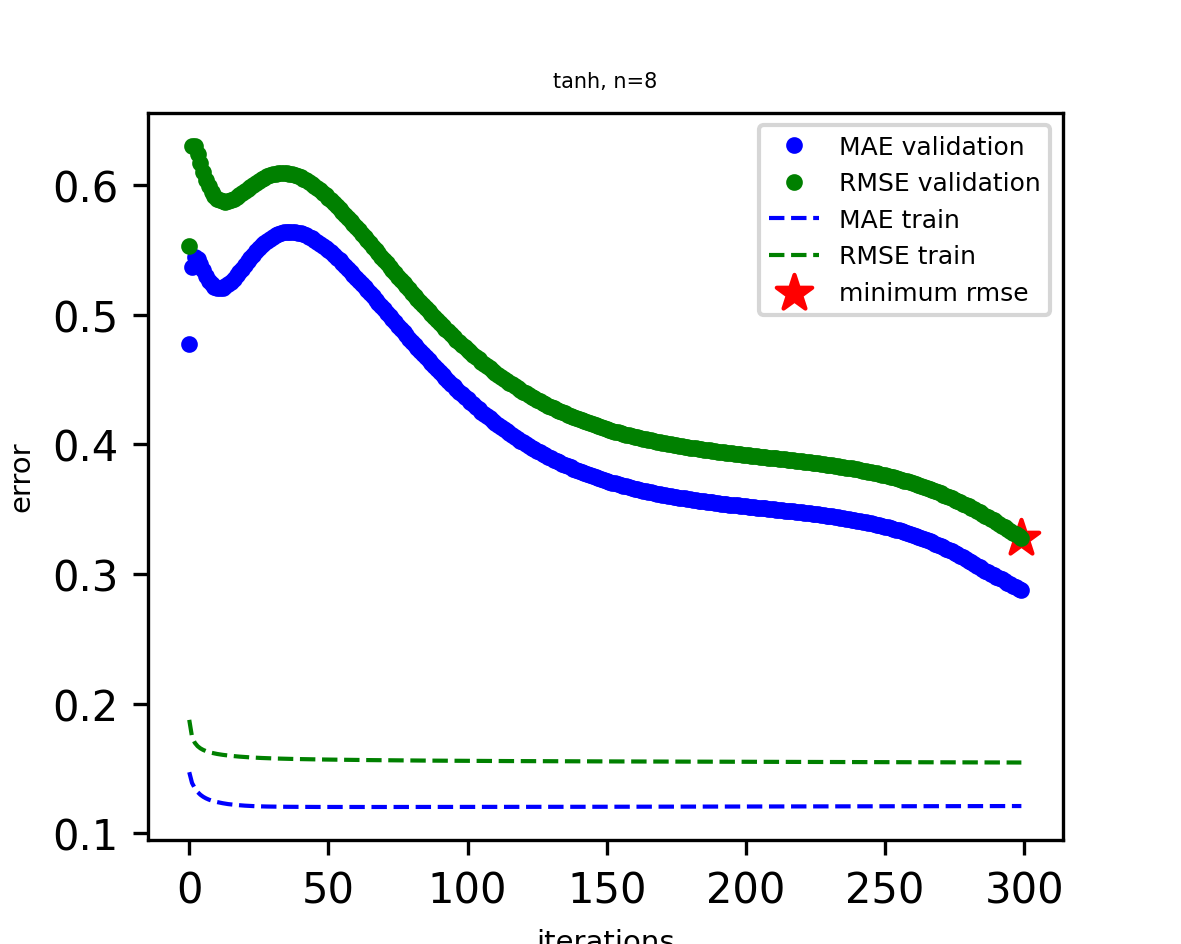 tanh, n=8
MAE validation
RMSE validation
MAE train
RMSE train
minimum rmse
error
0.6
0.5
0.4
0.3
0.2
0.1
0 50 100 150 200 250 300
iterations